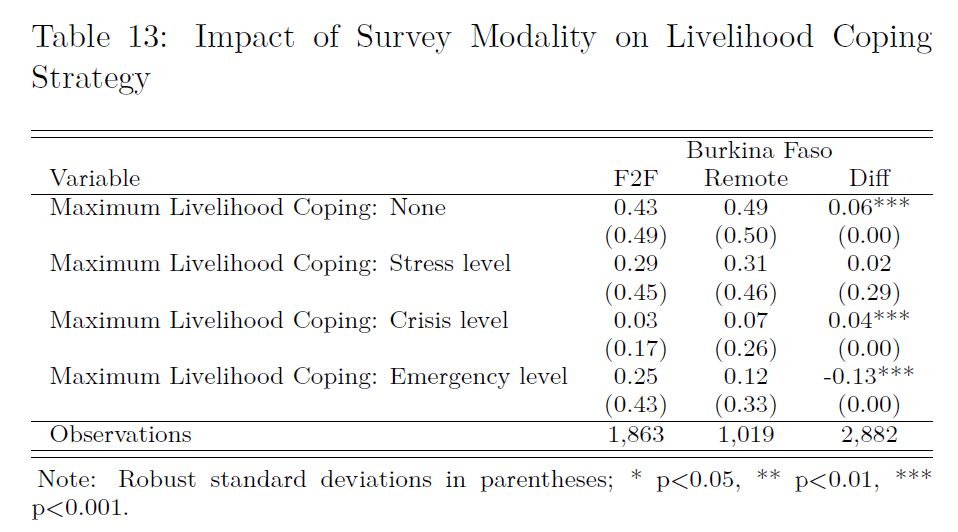 Table 13: Impact of Survey Modality on Livelihood Coping
Strategy
Burkina Faso
Variable F2F Remote Diff
Maximum Livelihood Coping: None 0.43 0.49 0.06***
(0.49) (0.50) (0.00)
Maximum Livelihood Coping: Stress level 0.29 0.31 0.02
(0.45) (0.46) (0.29)
Maximum Livelihood Coping: Crisis level 0.03 0.07 0.04***
(0.17) (0.26) (0.00)
Maximum Livelihood Coping: Emergency level 0.25 0.12 -0.13***
(0.43) (0.33) (0.00)
Observations 1,863 1,019 2,882
Note: Robust standard deviations in parentheses; * p<0.05, ** p<0.01, ***
p<0.001.